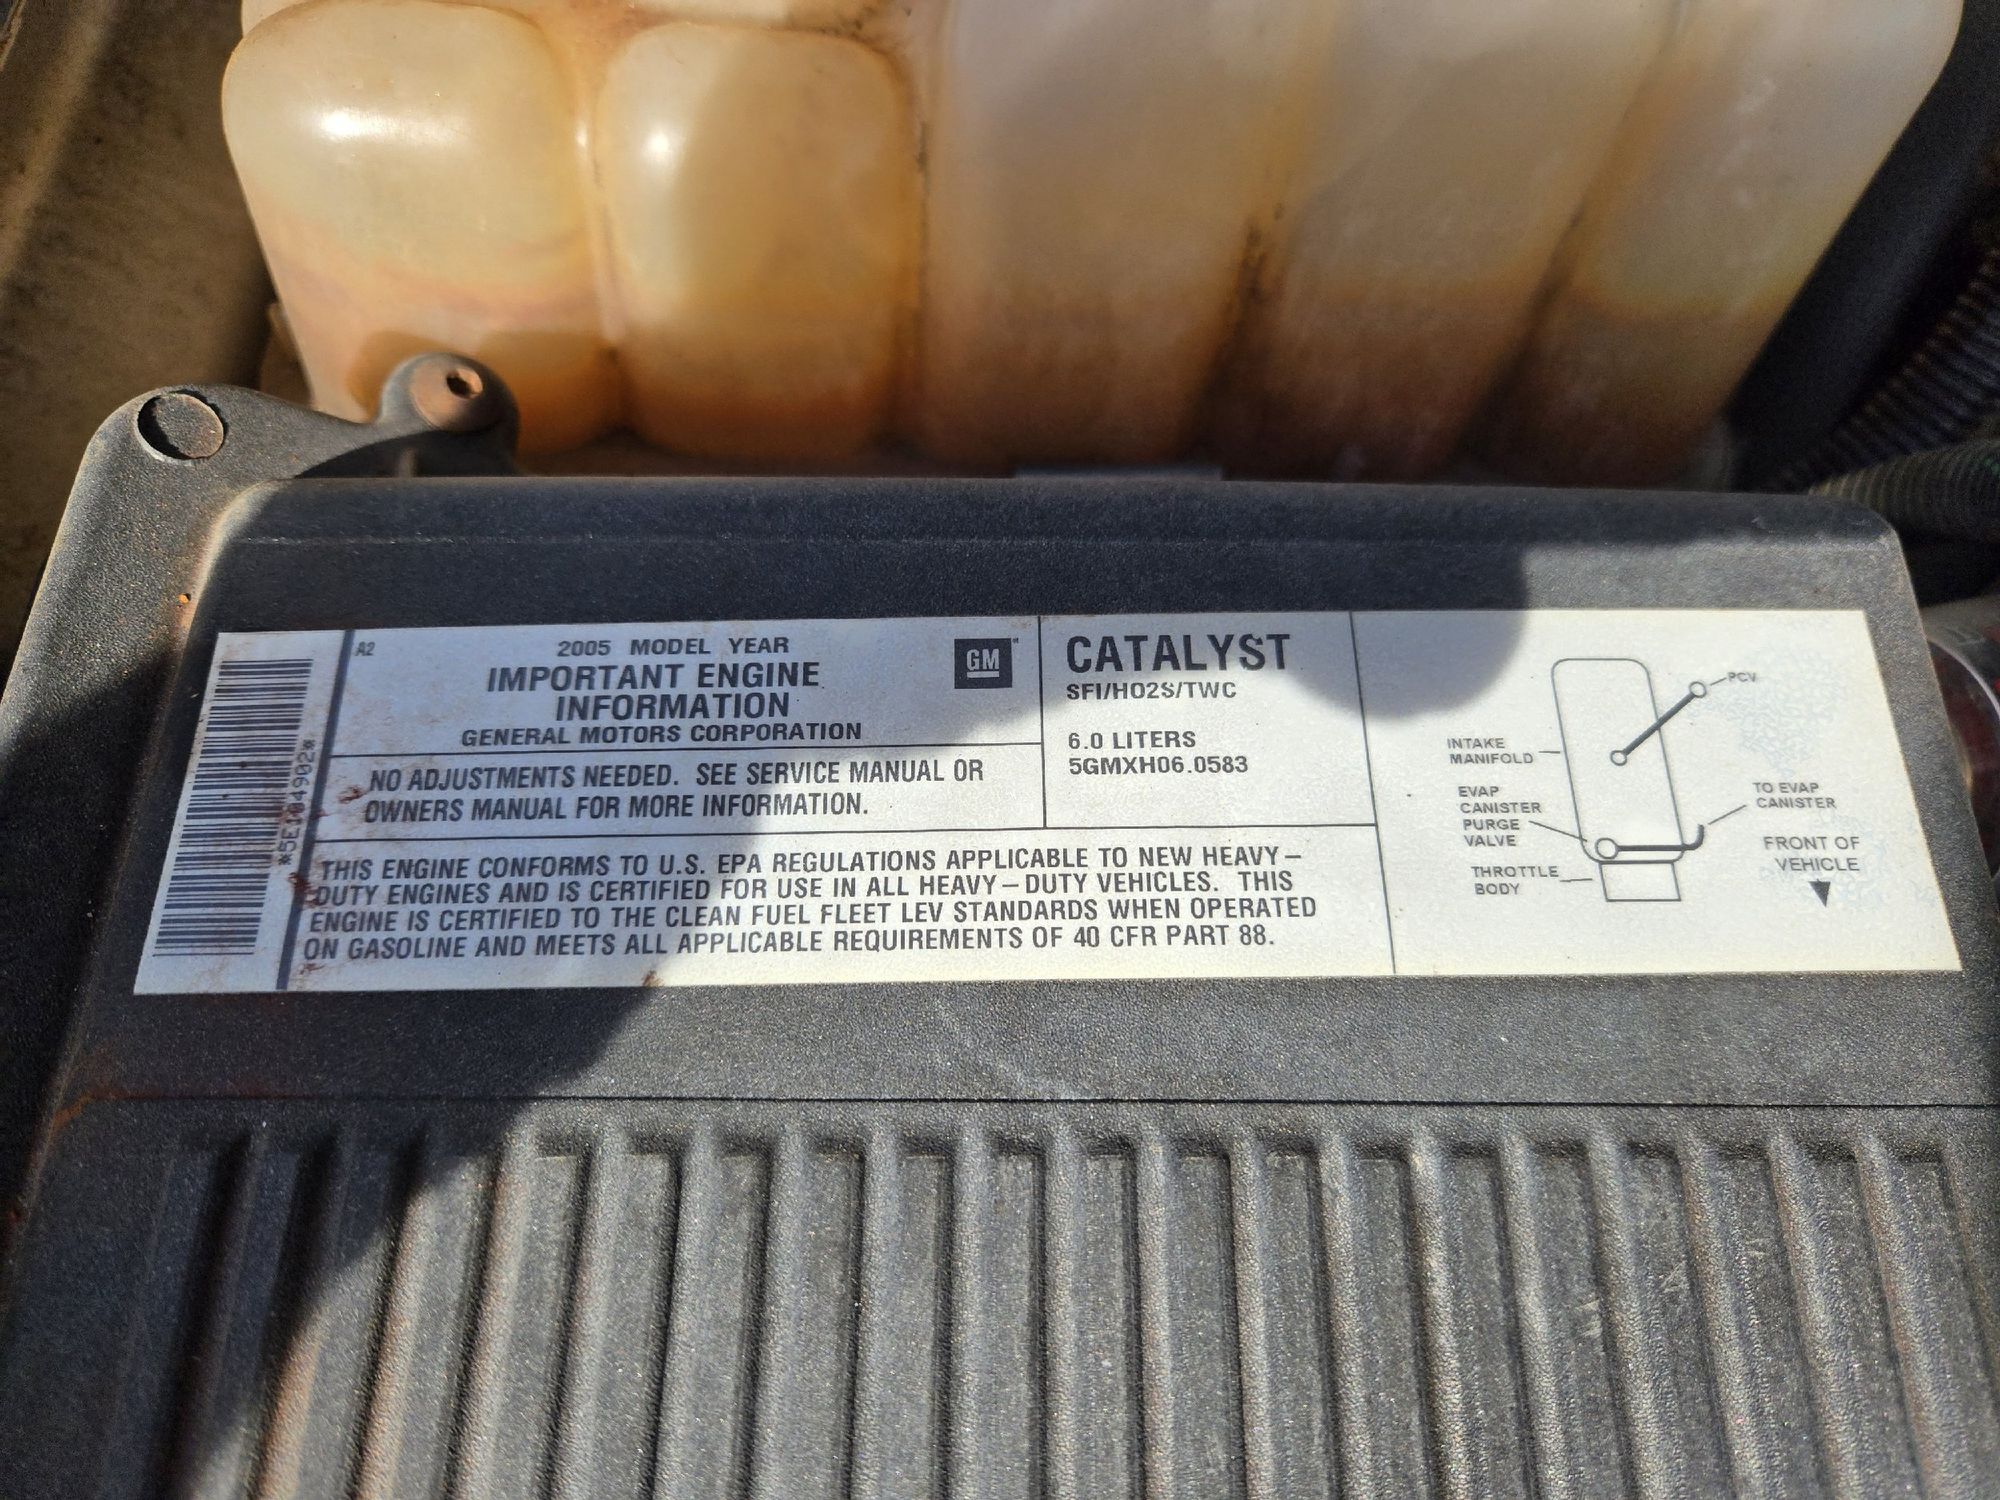 A2
2005 MODEL YEAR
IMPORTANT ENGINE
INFORMATION
GENERAL MOTORS CORPORATION
GM
NO ADJUSTMENTS NEEDED. SEE SERVICE MANUAL OR
OWNERS MANUAL FOR MORE INFORMATION.
CATALYST
SFI/HO2S/TWC
6.0 LITERS
5GMXH06.0583
THIS ENGINE CONFORMS TO U.S. EPA REGULATIONS APPLICABLE TO NEW HEAVY–
DUTY ENGINES AND IS CERTIFIED FOR USE IN ALL HEAVY–DUTY VEHICLES. THIS
ENGINE IS CERTIFIED TO THE CLEAN FUEL FLEET LEV STANDARDS WHEN OPERATED
ON GASOLINE AND MEETS ALL APPLICABLE REQUIREMENTS OF 40 CFR PART 88.
PCV
INTAKE
MANIFOLD
EVAP
CANISTER
PURGE
VALVE
THROTTLE
BODY
TO EVAP
CANISTER
FRONT OF
VEHICLE